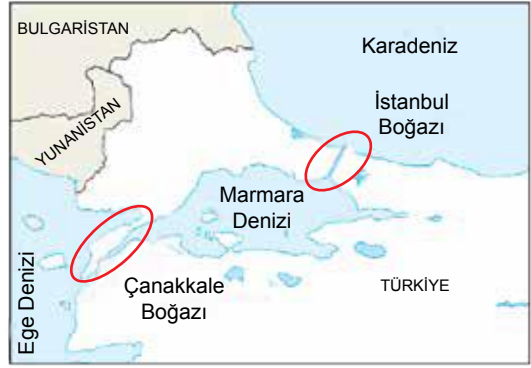 BULGARİSTAN
Karadeniz
YUNANİSTAN
İstanbul
Boğazı
Marmara
Denizi
Ege Denizi
Çanakkale
Boğazı
TÜRKİYE